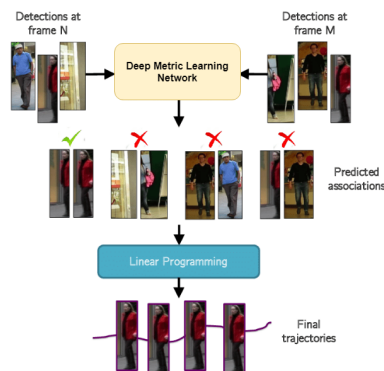 Detections at
frame N
Detections at
frame M
Deep Metric Learning
Network
Predicted
associations
Linear Programming
Final
trajectories